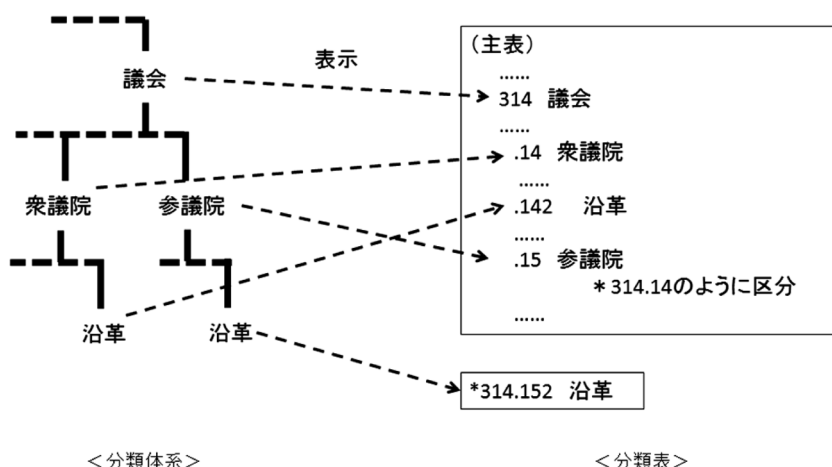 議会
衆議院 参議院
沿革 沿革
<分類体系>
表示
(主表)
……
314 議会
……
.14 衆議院
……
.142 沿革
……
.15 参議院
*314.14のように区分
……
*314.152 沿革
<分類表>